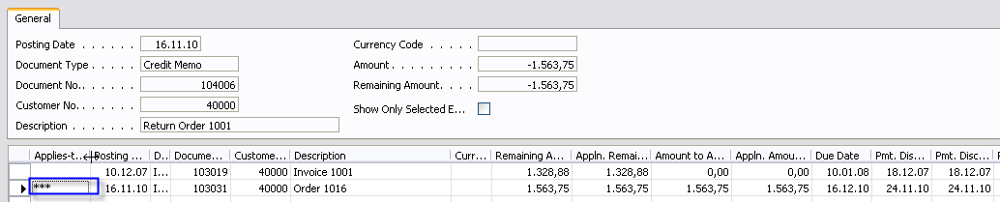 General
Posting Date . . . . . . 16.11.10 Currency Code . . . . .
Document Type . . . . . Credit Memo Amount . . . . . . . . . -1.563,75
Document No.. . . . . . 104006 Remaining Amount. . . . -1.563,75
Customer No.. . . . . . 40000 Show Only Selected E...
Description . . . . . . . Return Order 1001
Applies-t... Posting ... D... Docume... Custome... Description Curr... Remaining A... Appln. Remai... Amount to A... Appln. Amou... Due Date Pmt. Dis... Pmt. Disc...
10.12.07 I... 103019 40000 Invoice 1001 1.328,88 1.328,88 0,00 0,00 10.01.08 18.12.07 18.12.07
*** 16.11.10 I... 103031 40000 Order 1016 1.563,75 1.563,75 1.563,75 1.563,75 16.12.10 24.11.10 24.11.10